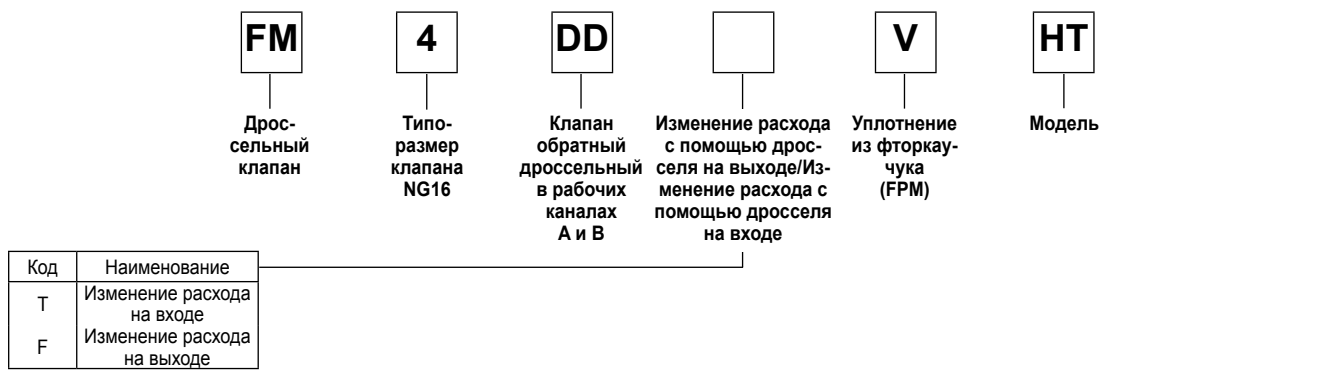 FM 4 DD V HT
Дрос-
сельный
клапан
Типо-
размер
клапана
NG16
Клапан
обратный
дроссельный
в рабочих
каналах
А и В
Изменение расхода
с помощью дрос-
селя на выходе/Из-
менение расхода с
помощью дросселя
на входе
Уплотнение
из фторкау-
чука
(FPM)
Модель
Код Наименование
T Изменение расхода
на входе
F Изменение расхода
на выходе